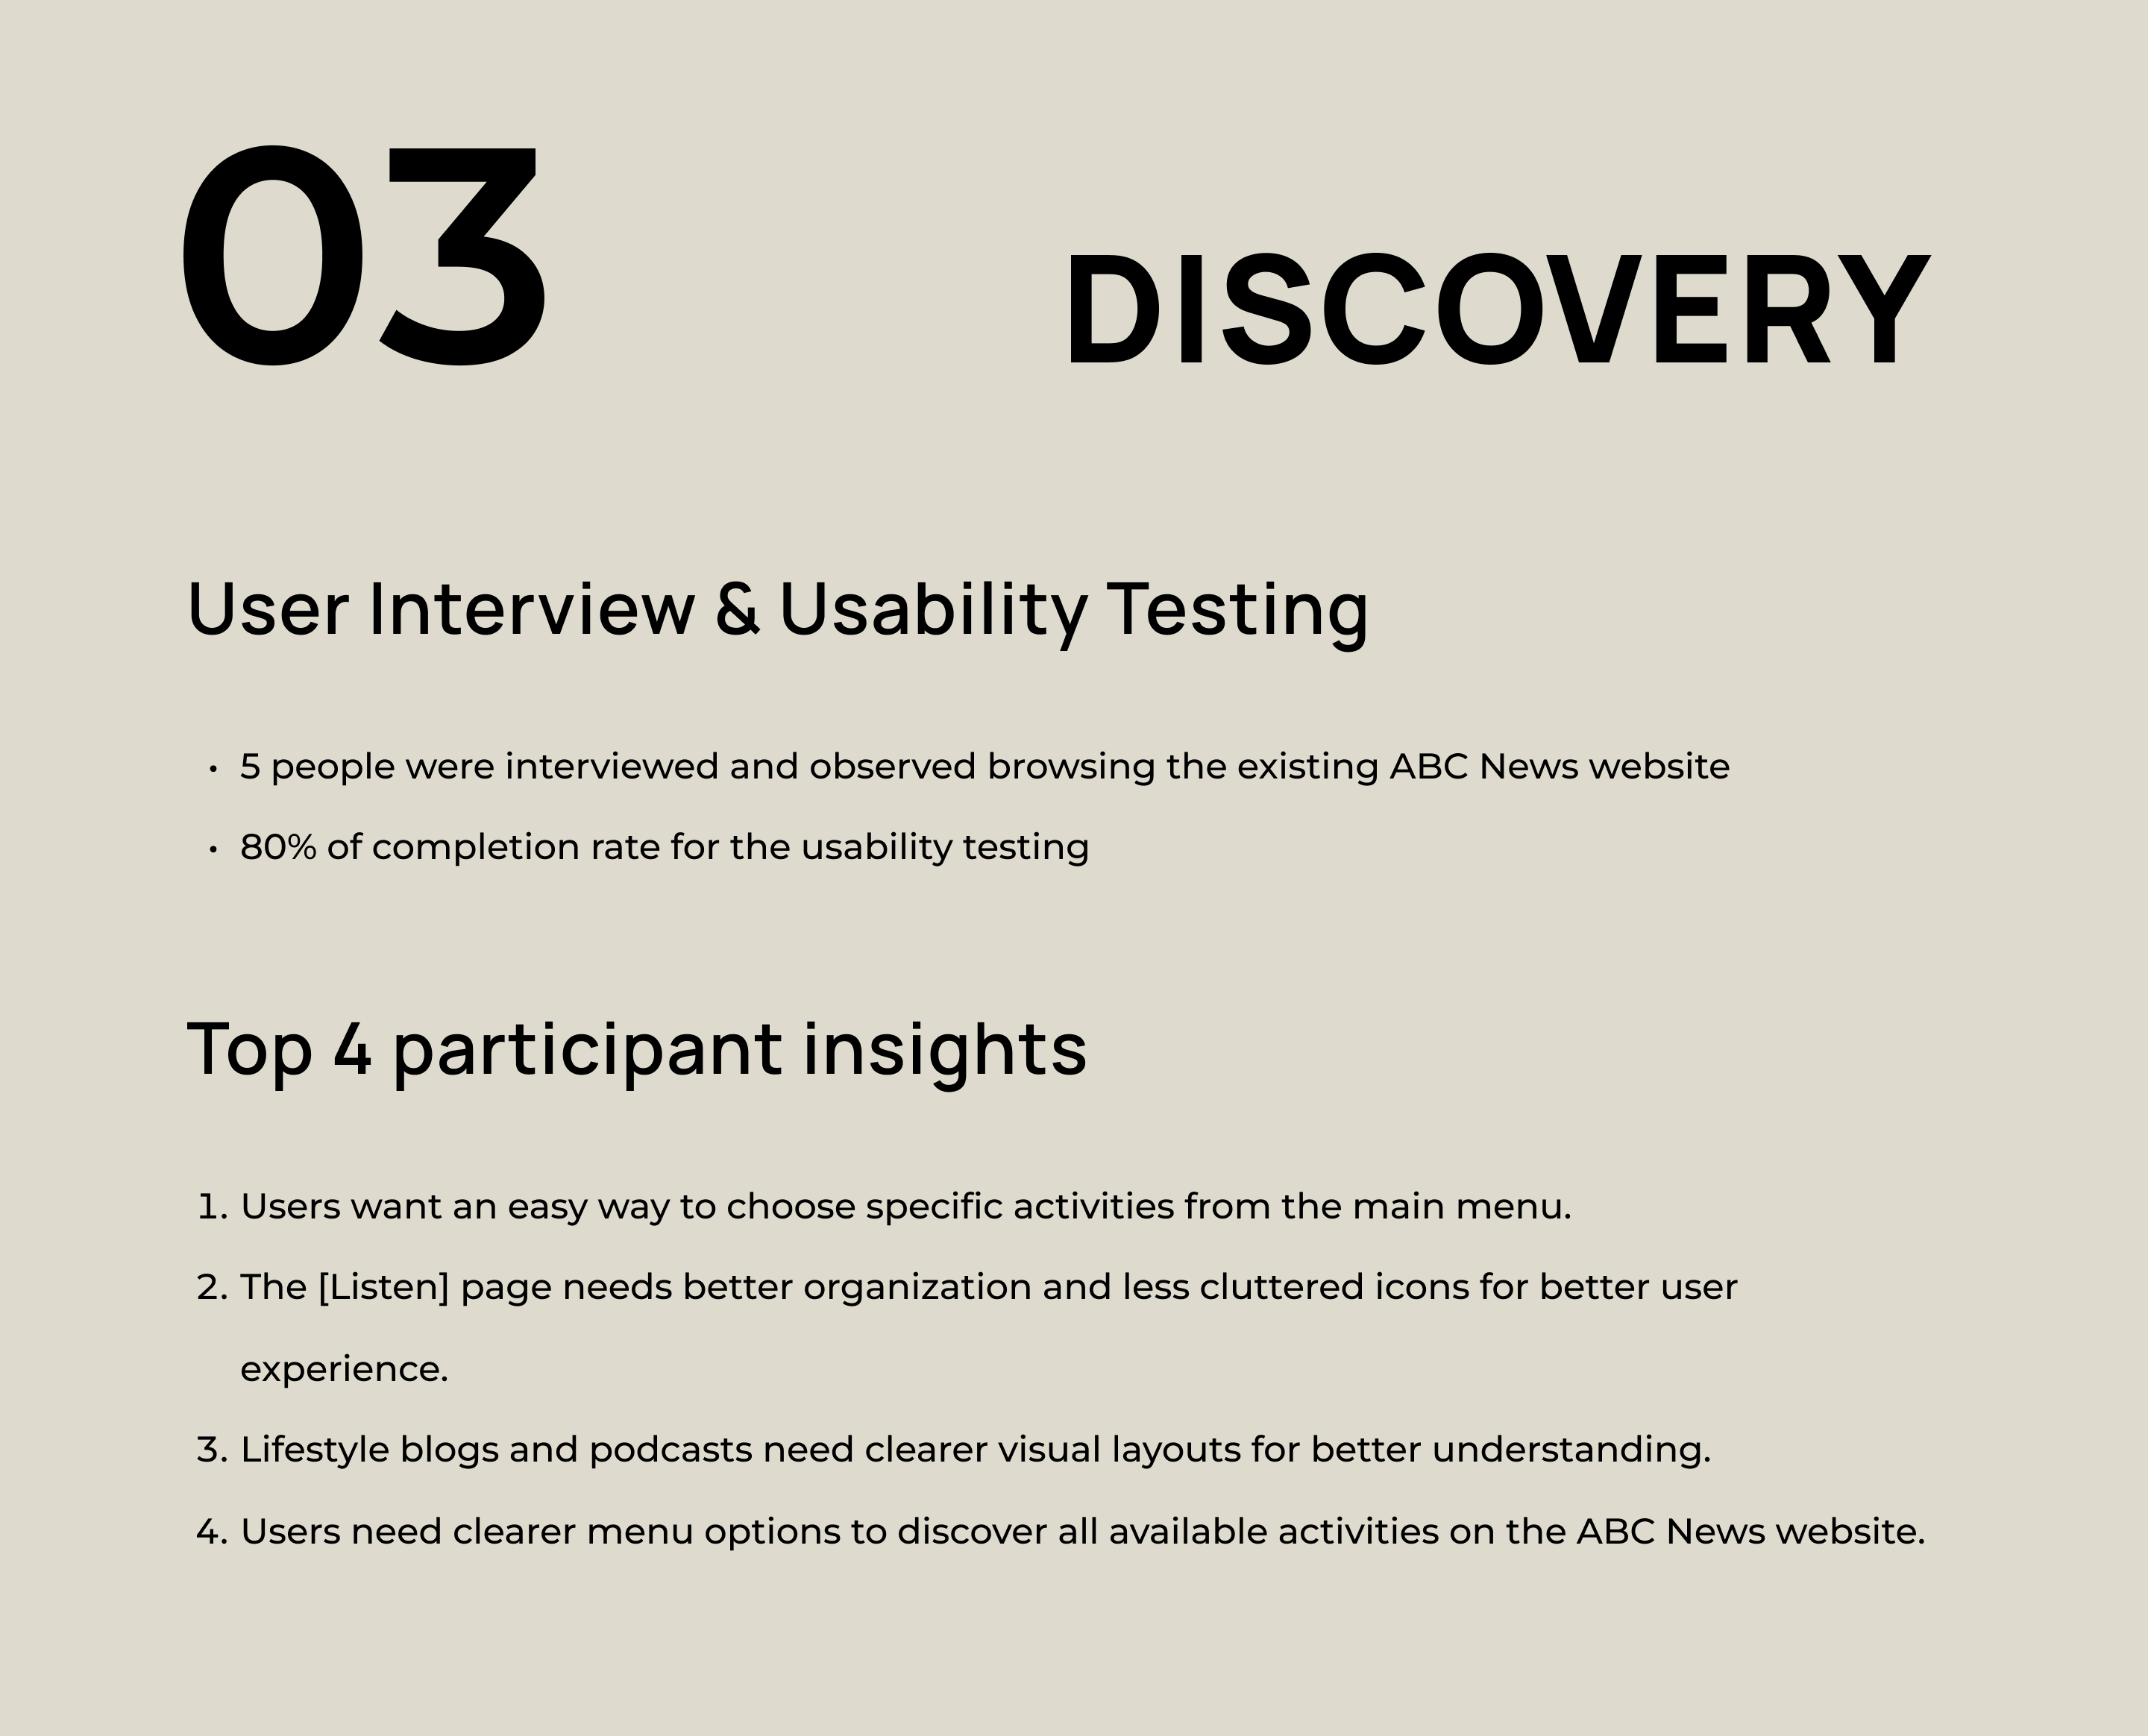 03
DISCOVERY
User Interview & Usability Testing
• 5 people were interviewed and observed browsing the existing ABC News website
• 80% of completion rate for the usability testing
Top 4 participant insights
1. Users want an easy way to choose specific activities from the main menu.
2. The [Listen] page needs better organization and less cluttered icons for better user
experience.
3. Lifestyle blogs and podcasts need clearer visual layouts for better understanding.
4. Users need clearer menu options to discover all available activities on the ABC News website.